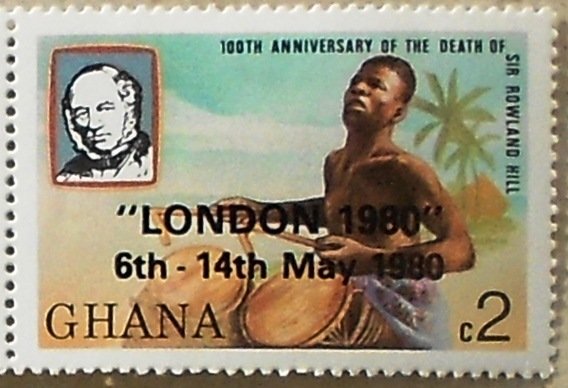 100TH ANNIVERSARY OF THE DEATH OF
SIR ROWLAND HILL
"LONDON 1980"
6th - 14th May 1980
GHANA
c2